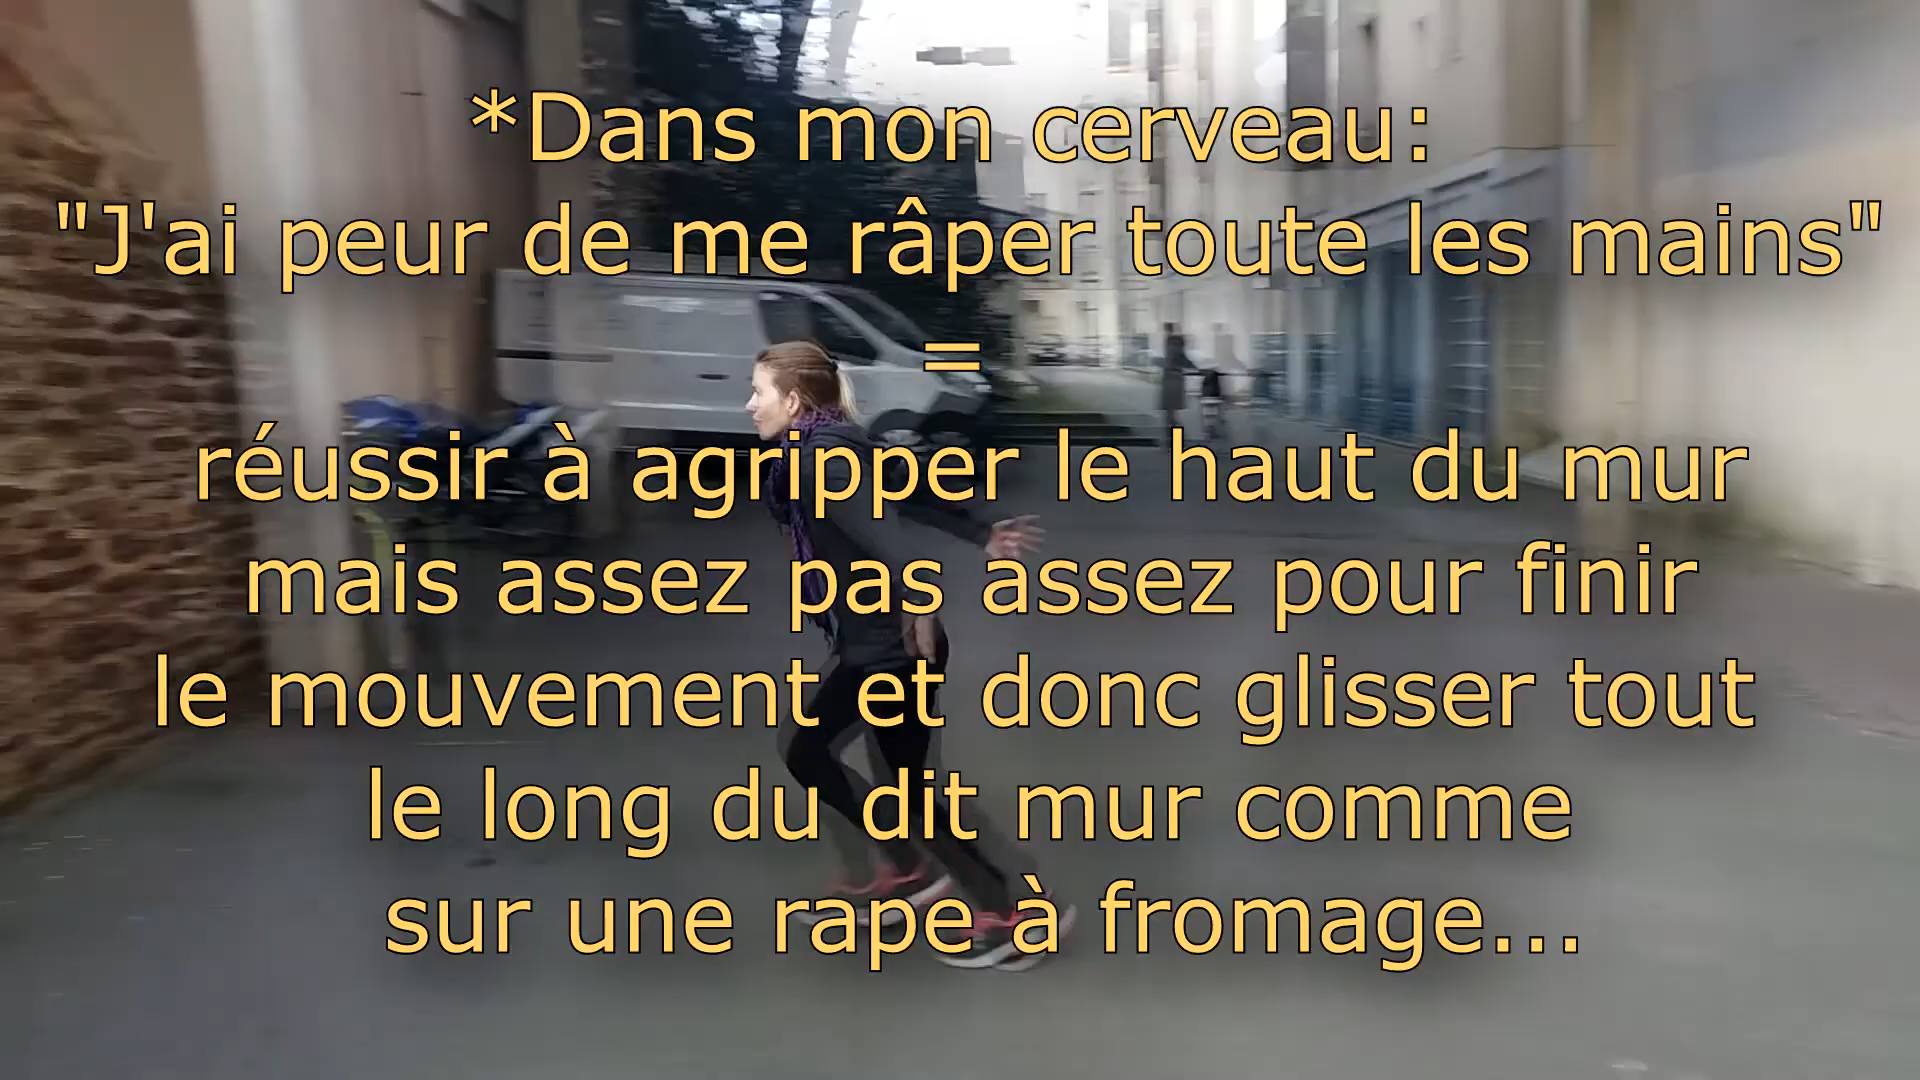 *Dans mon cerveau:
"J'ai peur de me râper toute les mains"
=
réussir à agripper le haut du mur
mais assez pas assez pour finir
le mouvement et donc glisser tout
le long du dit mur comme
sur une rape à fromage...